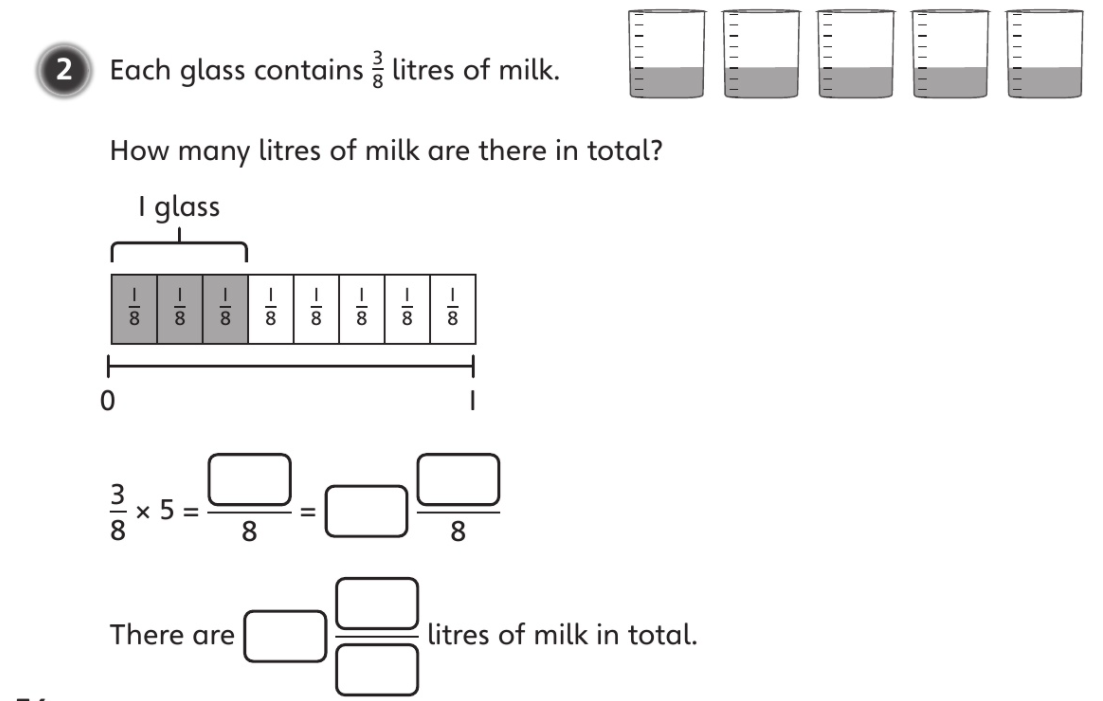 2 Each glass contains 3/8 litres of milk.
How many litres of milk are there in total?
1 glass
1/8 1/8 1/8 1/8 1/8 1/8 1/8 1/8
0 1
3/8 × 5 = /8 = /8
There are litres of milk in total.